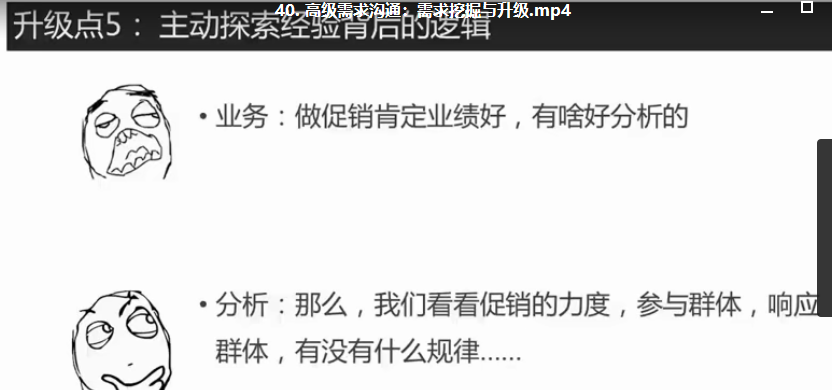 40. 高级需求沟通：需求挖掘与升级.mp4
升级点5：主动探索经验背后的逻辑
• 业务：做促销肯定业绩好，有啥好分析的
• 分析：那么，我们看看促销的力度，参与群体，响应
群体，有没有什么规律......